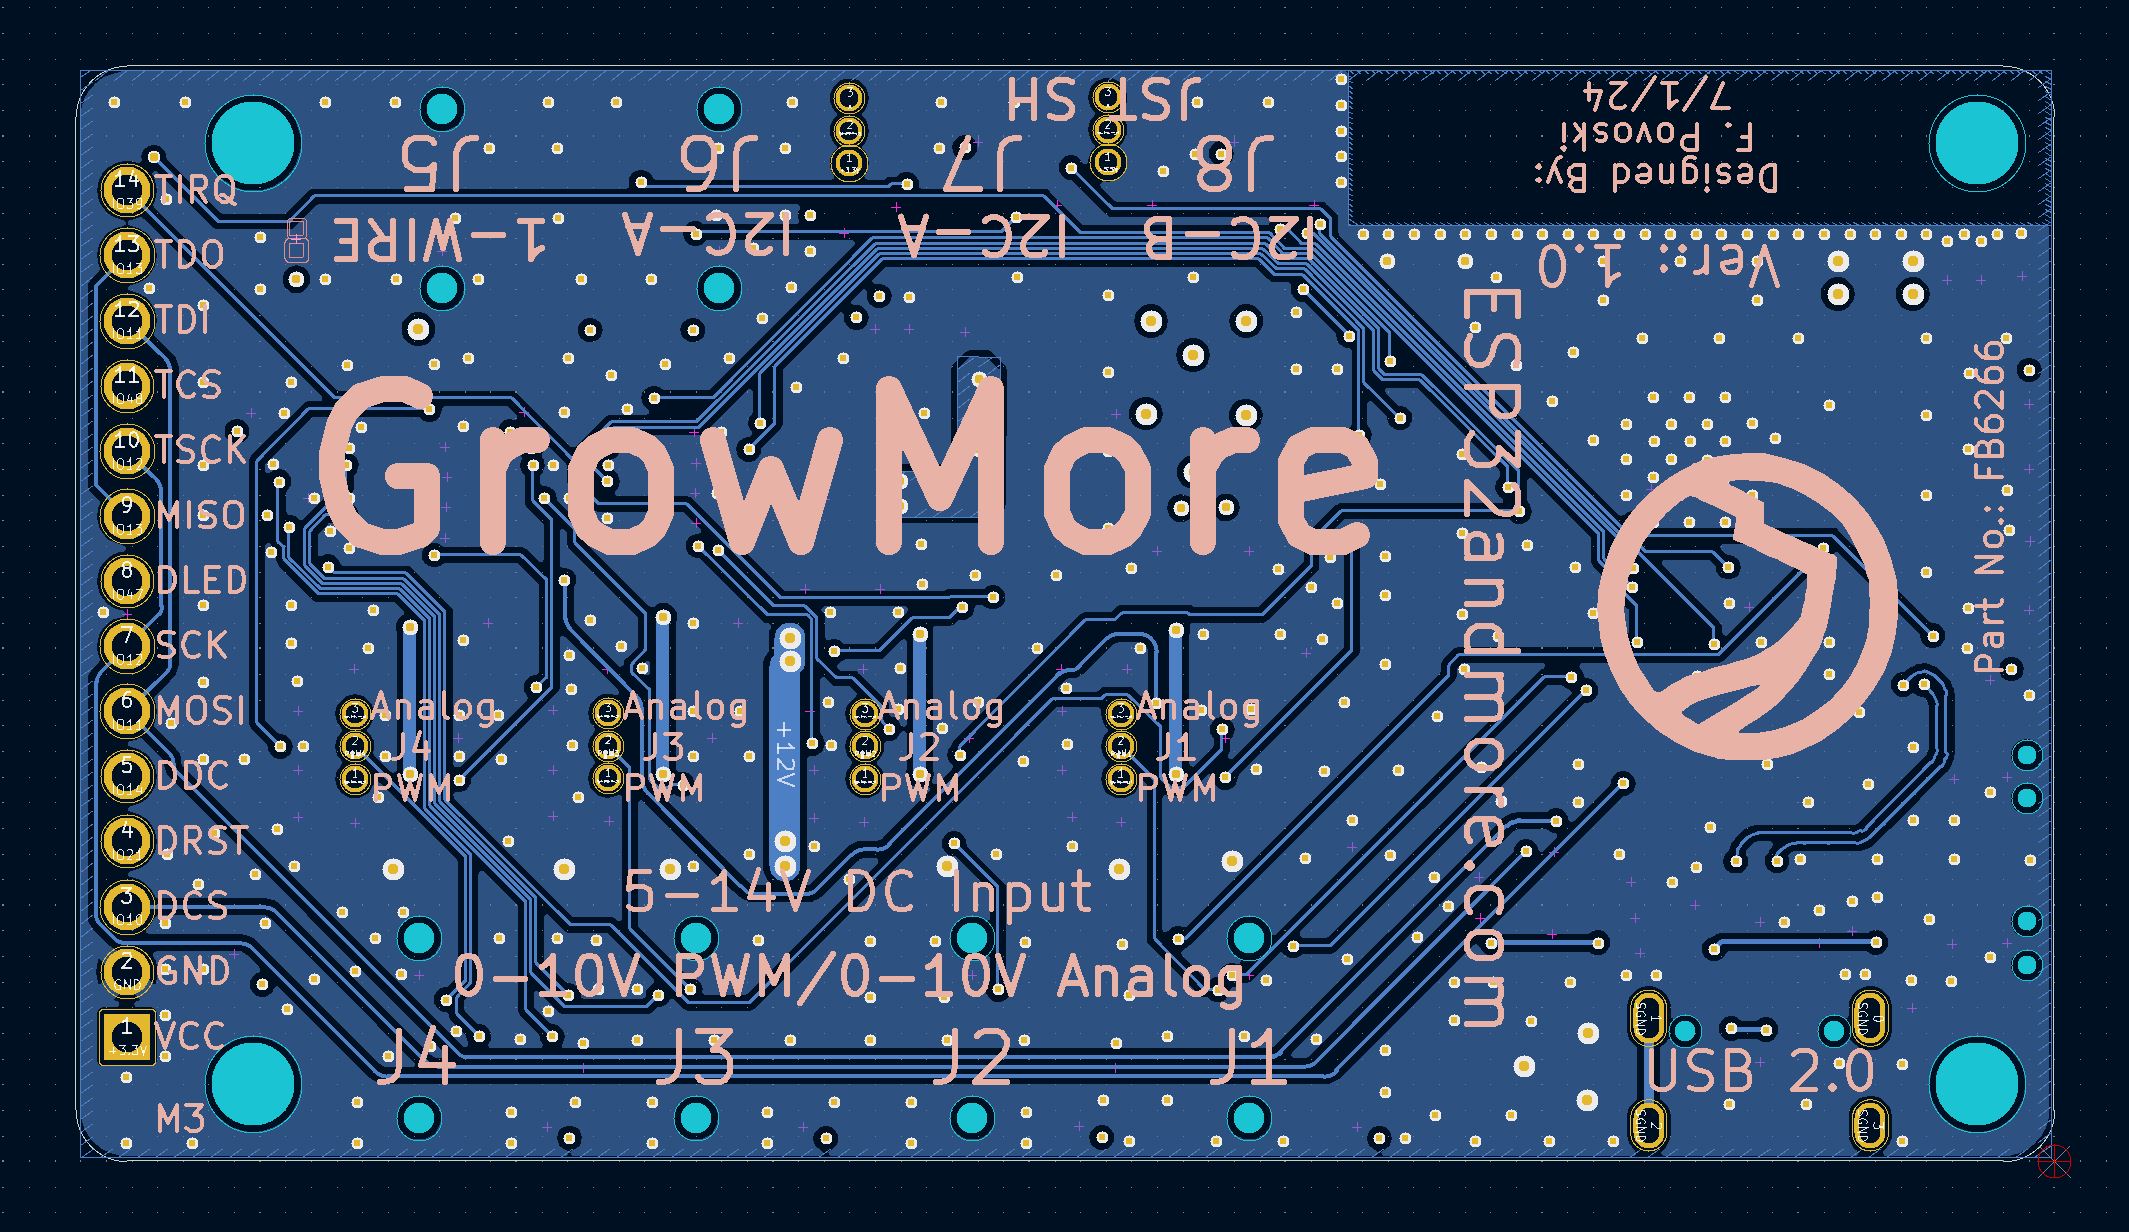 JST SH
J5
J6
J7
J8
1-WIRE
I2C-A
I2C-A
I2C-B
Designed By:
F. Povoski
7/1/24
Ver.: 1.0
14 TIRQ
13 TDO
12 TDI
11 TCS
10 TSCK
9 MISO
8 DLED
7 SCK
6 MOSI
5 DDC
4 DRST
3 DCS
2 GND
1 VCC
M3
GrowMore
ESP32andmore.com
Part No.: FB6266
Analog
J4
PWM
Analog
J3
PWM
+12V
Analog
J2
PWM
Analog
J1
PWM
5-14V DC Input
0-10V PWM/0-10V Analog
J4
J3
J2
J1
USB 2.0